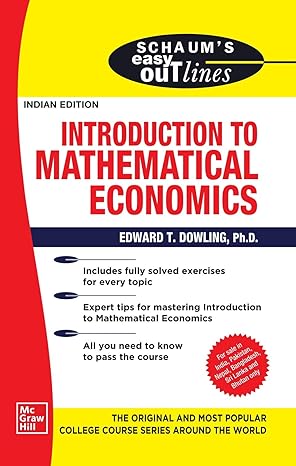 SCHAUM'S
easy
ouTlines
INDIAN EDITION
INTRODUCTION TO
MATHEMATICAL
ECONOMICS
EDWARD T. DOWLING, Ph.D.
Includes fully solved exercises
for every topic
Expert tips for mastering Introduction
to Mathematical Economics
All you need to know
to pass the course
For sale in
India, Pakistan,
Nepal, Bangladesh,
Sri Lanka and
Bhutan only
Mc
Graw
Hill
THE ORIGINAL AND MOST POPULAR
COLLEGE COURSE SERIES AROUND THE WORLD